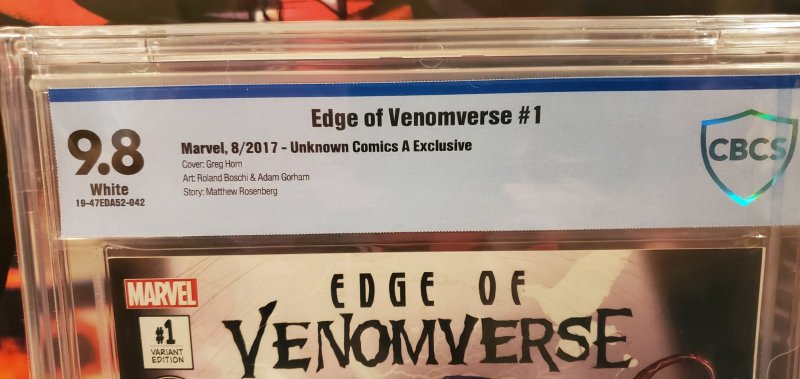 Edge of Venomverse #1
9.8
White
19-47EDA52-042
Marvel, 8/2017 - Unknown Comics A Exclusive
Cover: Greg Horn
Art: Roland Boschi & Adam Gorham
Story: Matthew Rosenberg
CBCS
MARVEL
#1
VARIANT
EDITION
EDGE OF
VENOMVERSE